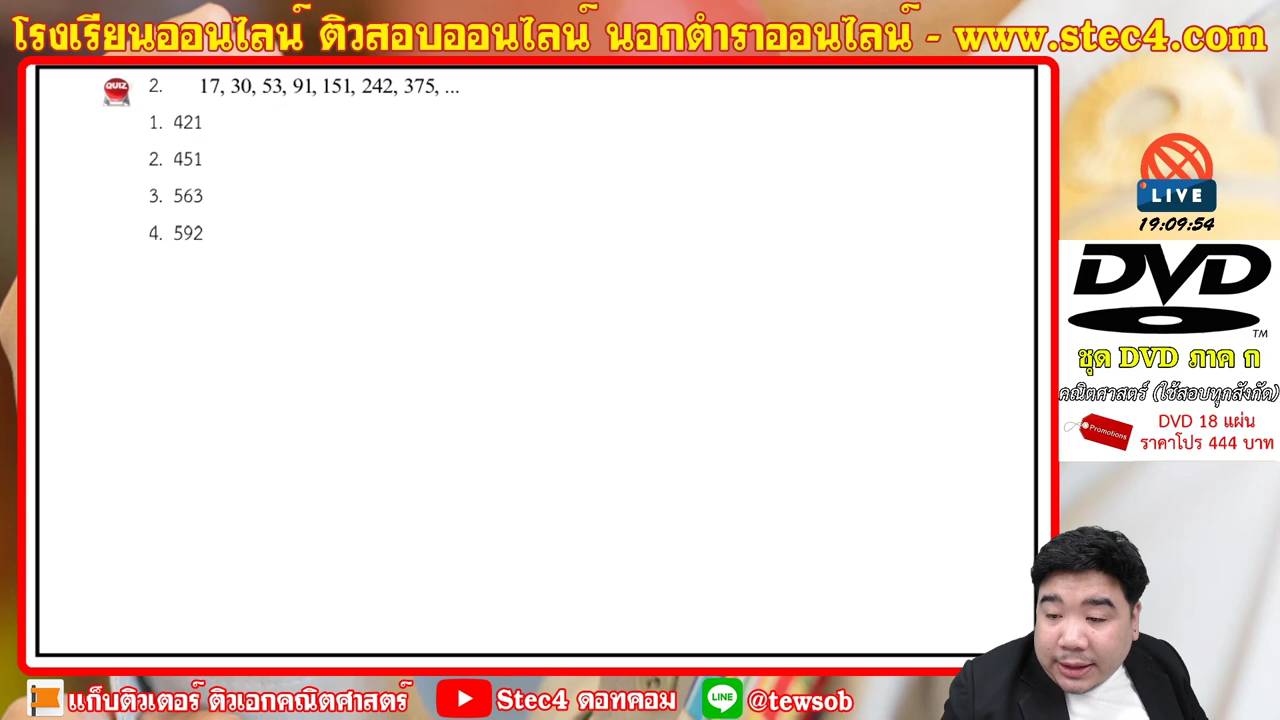 โรงเรียนออนไลน์ ติวสอบออนไลน์ นอกตำราออนไลน์ - www.stec4.com
QUIZ 2. 17, 30, 53, 91, 151, 242, 375, ...
1. 421
2. 451
3. 563
4. 592
LIVE
19:09:54
DVD
TM
ชุด DVD ภาค ก
คณิตศาสตร์ (ใช้สอบทุกสังกัด)
Promotions
DVD 18 แผ่น
ราคาโปร 444 บาท
แก็บติวเตอร์ ติวเอกคณิตศาสตร์ Stec4 ดอทคอม LINE @tewsob